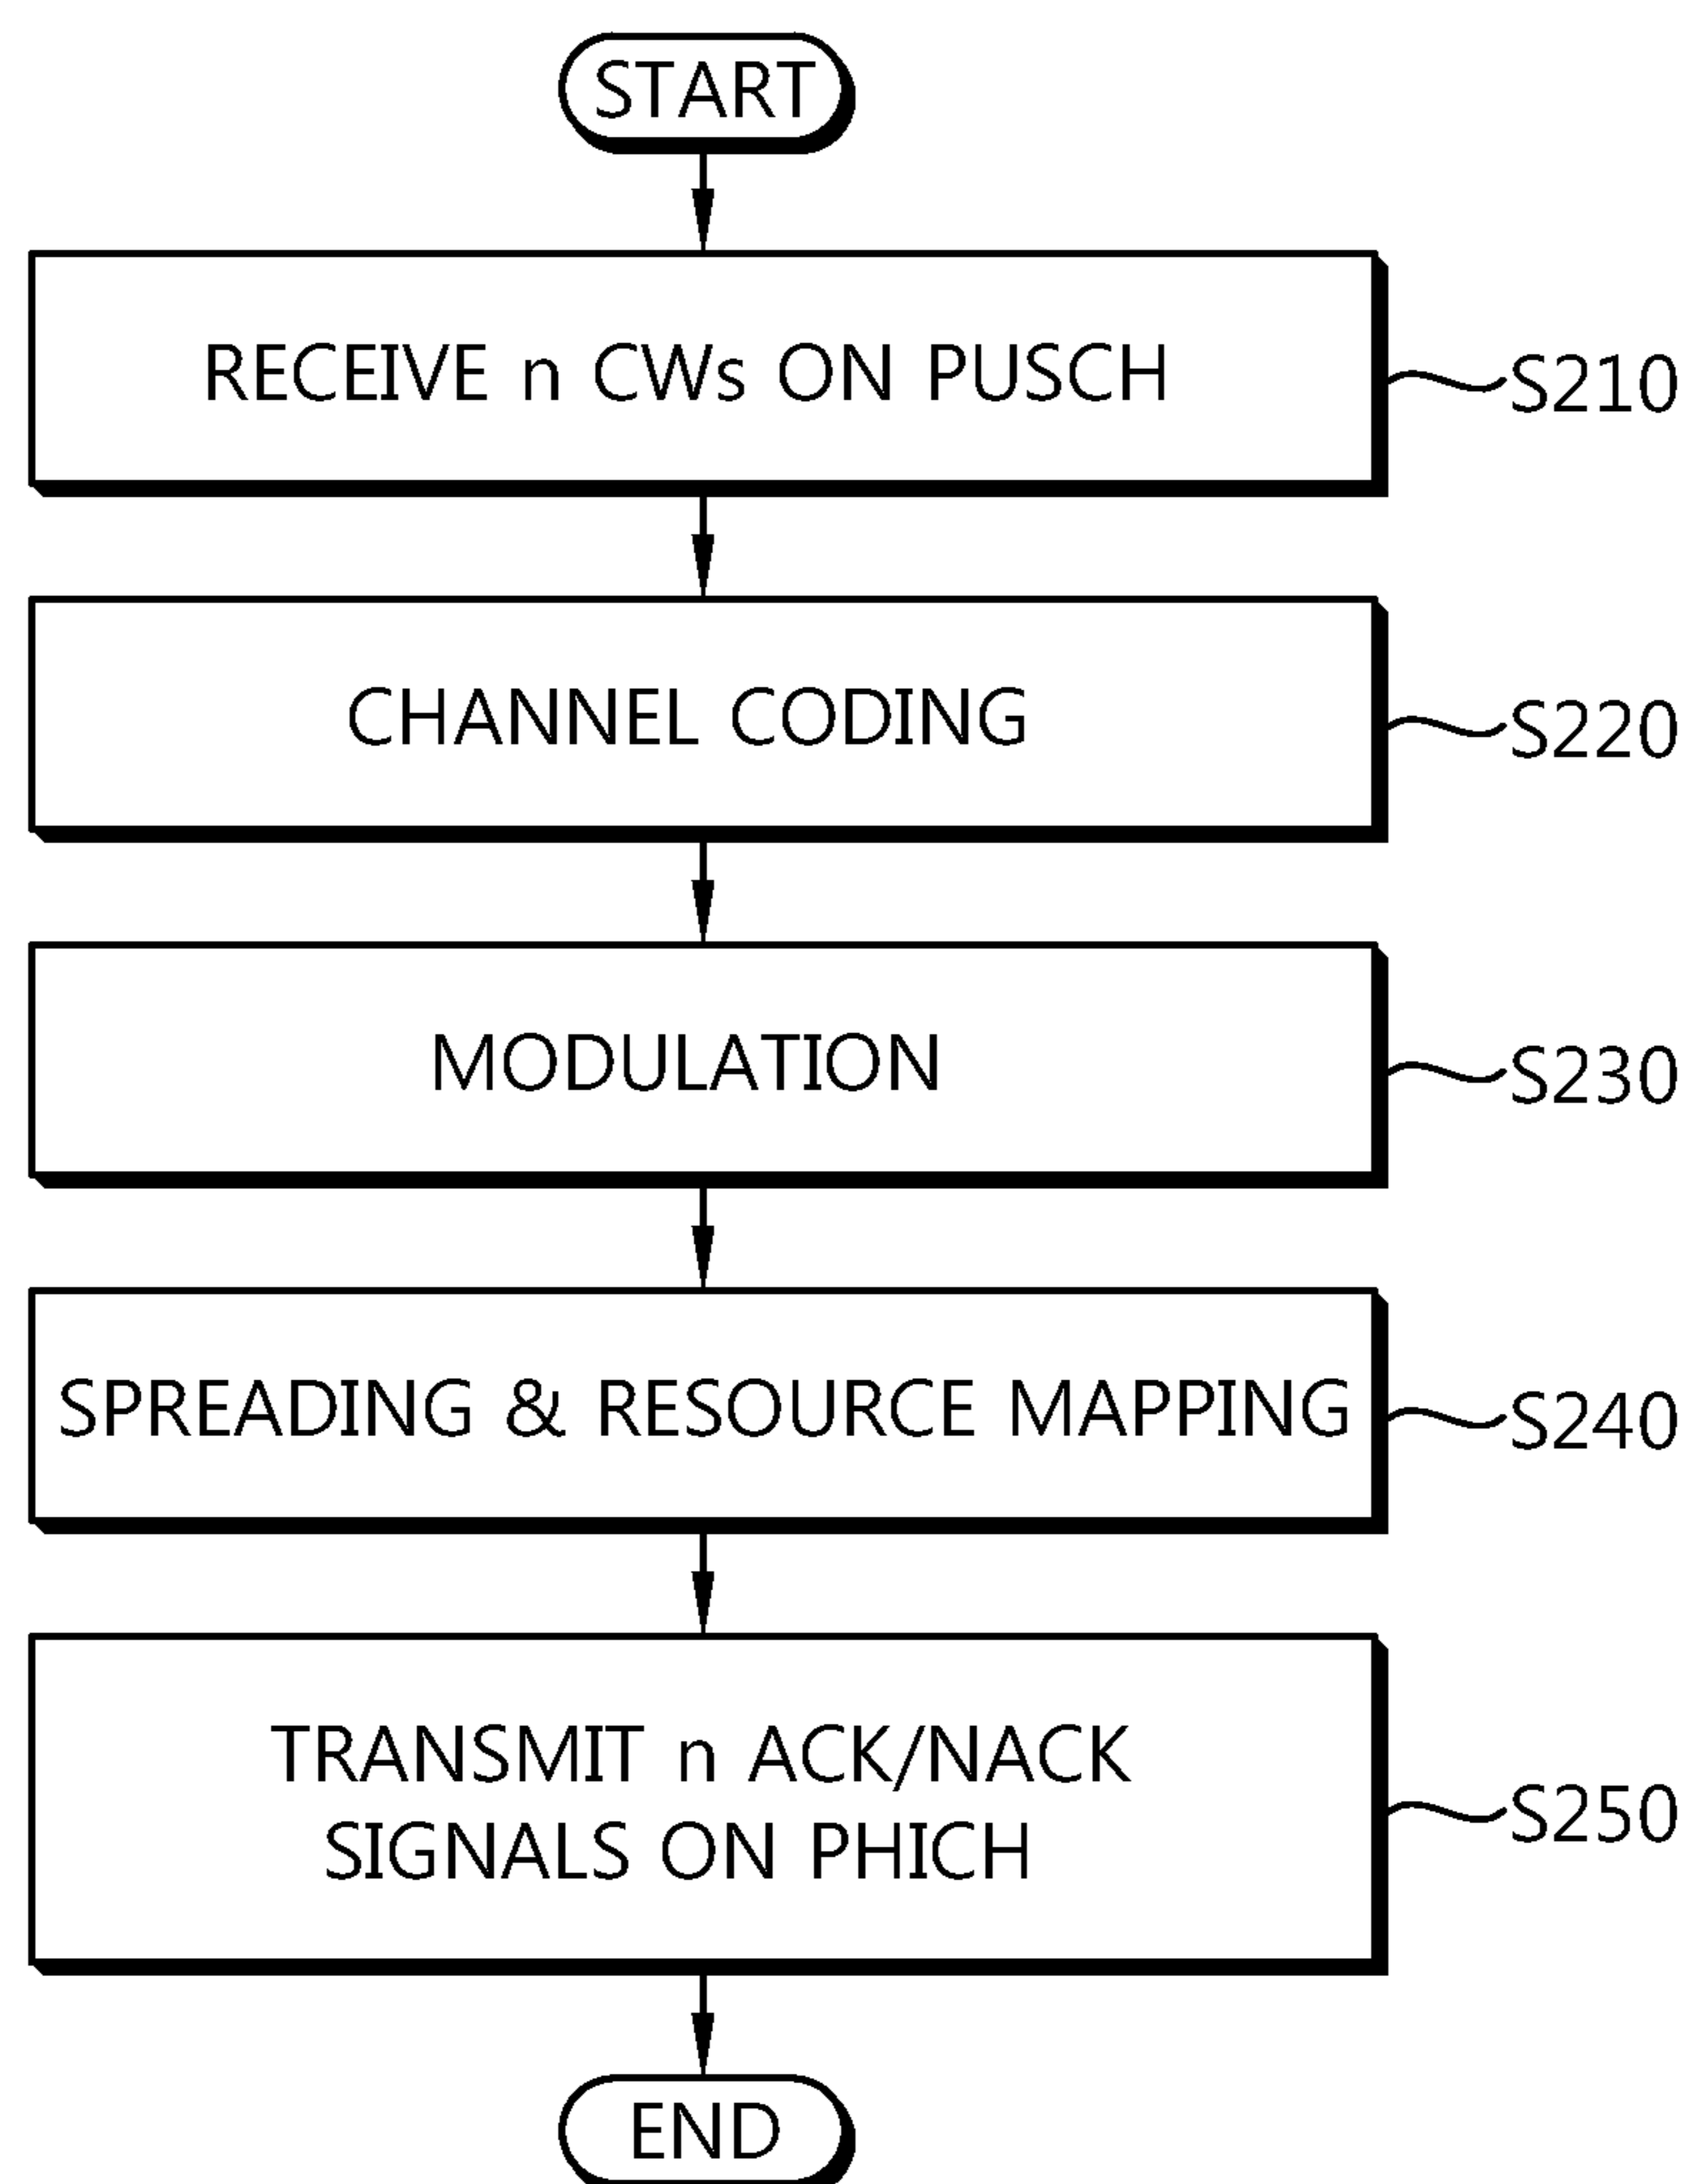 START
RECEIVE n CWs ON PUSCH
S210
CHANNEL CODING
S220
MODULATION
S230
SPREADING & RESOURCE MAPPING
S240
TRANSMIT n ACK/NACK
SIGNALS ON PHICH
S250
END